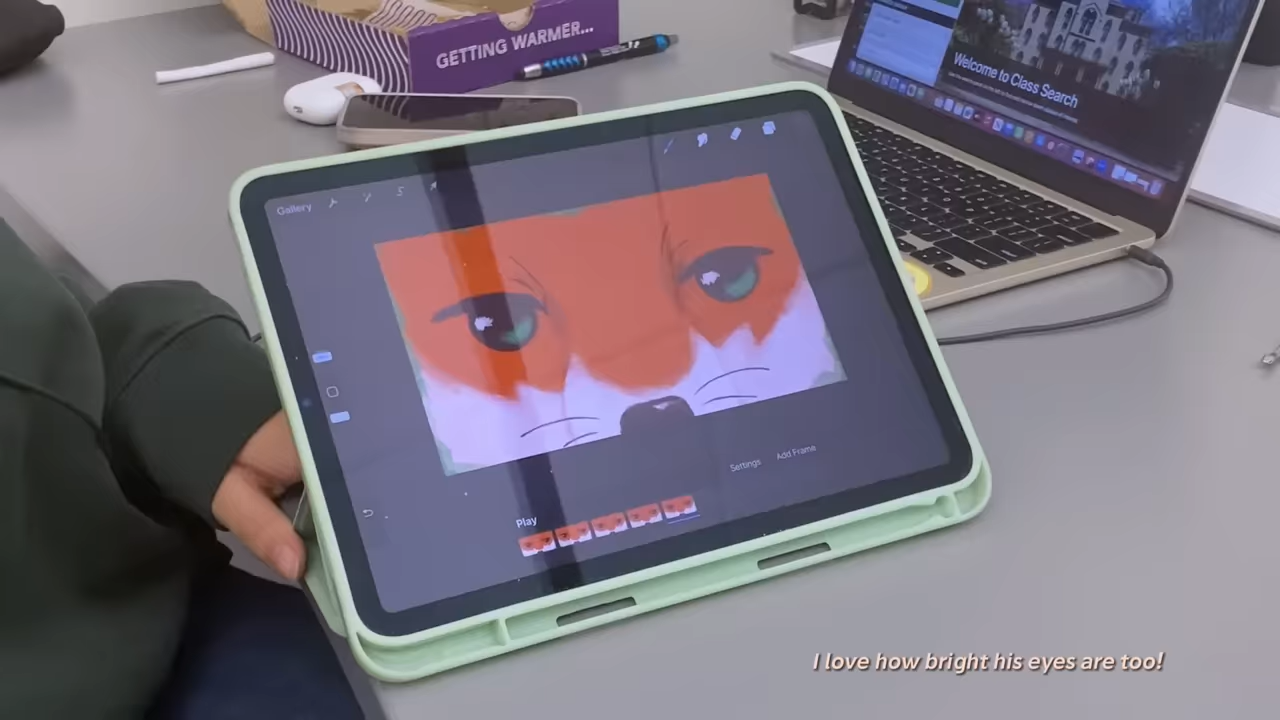 GETTING WARMER...
Welcome to Class Search
Gallery
Settings
Add Frame
Play
I love how bright his eyes are too!